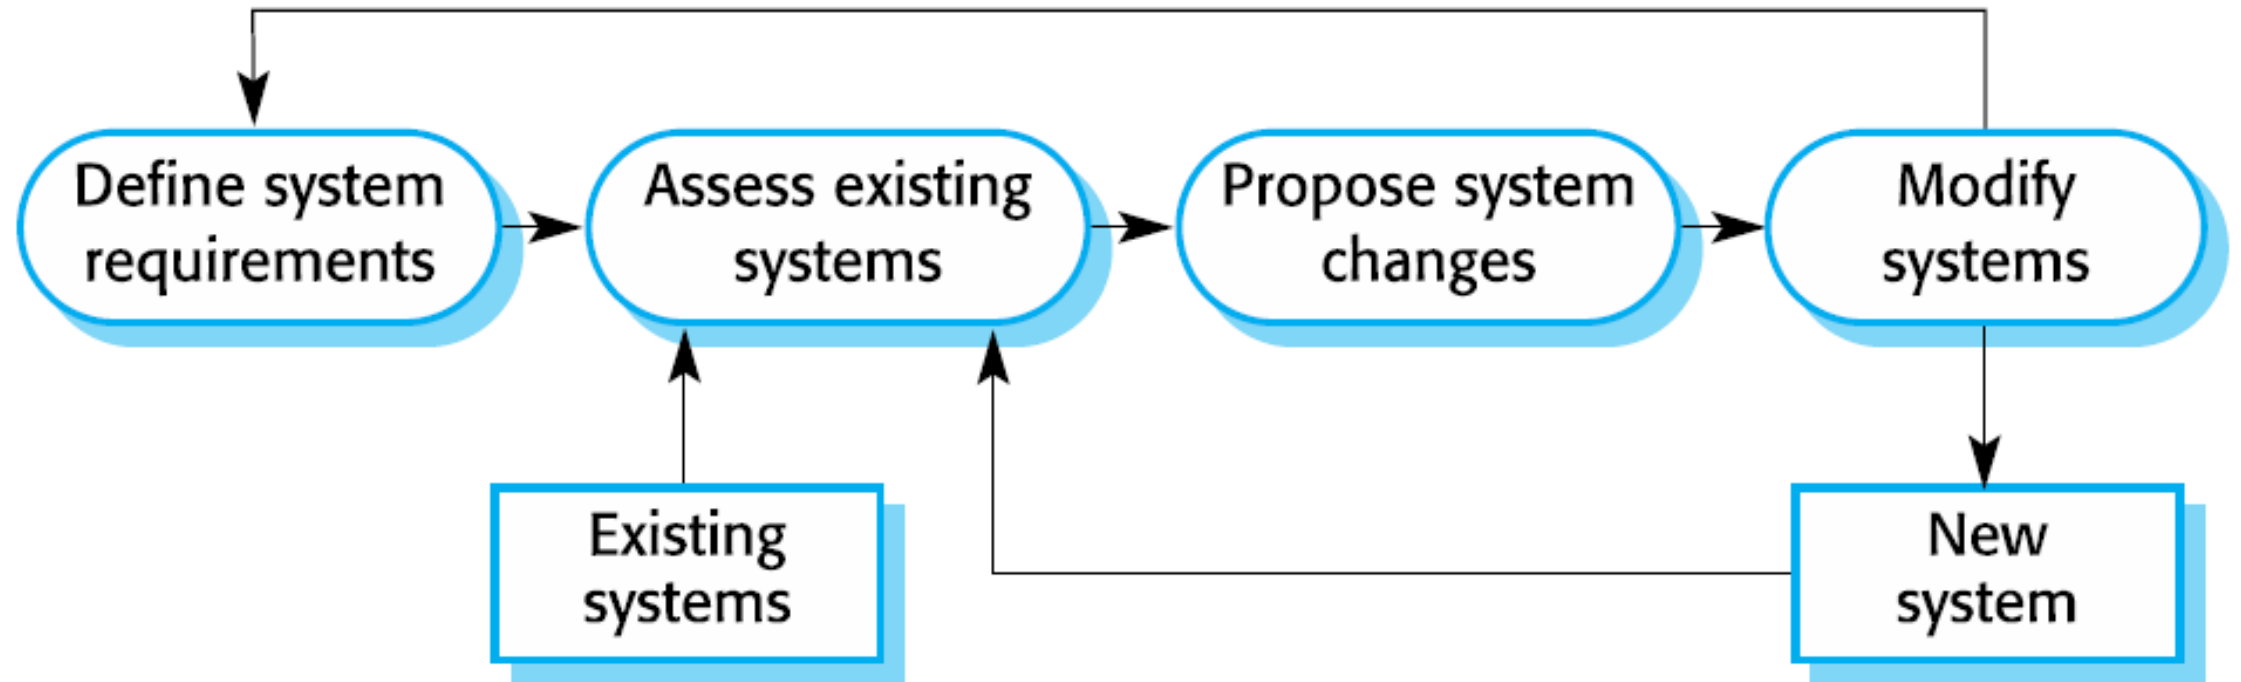 Define system
requirements
Assess existing
systems
Propose system
changes
Modify
systems
Existing
systems
New
system